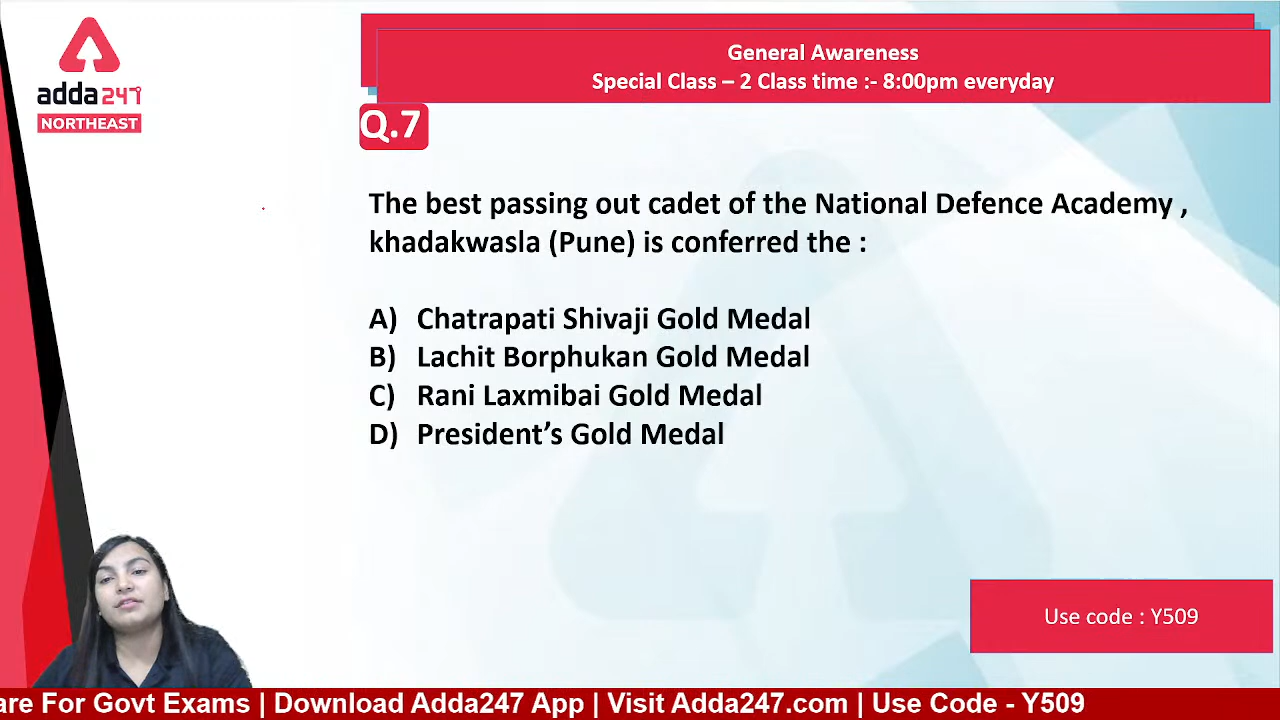 adda247
NORTHEAST
General Awareness
Special Class – 2 Class time :- 8:00pm everyday
Q.7
The best passing out cadet of the National Defence Academy ,
khadakwasla (Pune) is conferred the :
A) Chatrapati Shivaji Gold Medal
B) Lachit Borphukan Gold Medal
C) Rani Laxmibai Gold Medal
D) President’s Gold Medal
Use code : Y509
are For Govt Exams | Download Adda247 App | Visit Adda247.com | Use Code - Y509